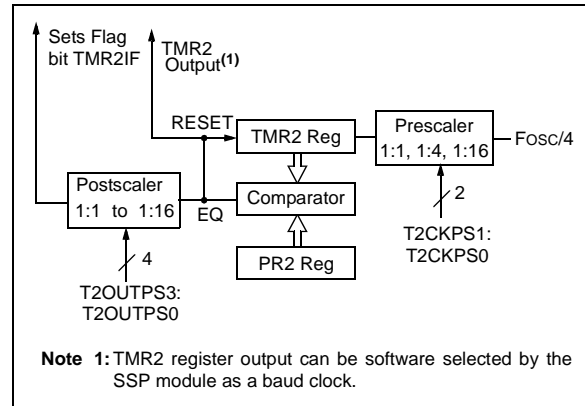 Sets Flag
bit TMR2IF
TMR2
Output(1)
RESET
TMR2 Reg
Prescaler
1:1, 1:4, 1:16
FOSC/4
Postscaler
1:1 to 1:16
EQ
Comparator
2
T2CKPS1:
T2CKPS0
PR2 Reg
4
T2OUTPS3:
T2OUTPS0
Note 1: TMR2 register output can be software selected by the
SSP module as a baud clock.